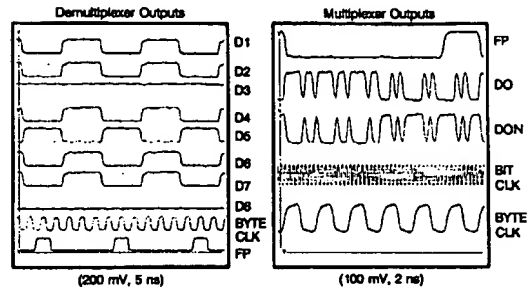 Demultiplexer Outputs
D1
D2
D3
D4
D5
D6
D7
D8
BYTE
CLK
FP
(200 mV, 5 ns)
Multiplexer Outputs
FP
DO
DON
BIT
CLK
BYTE
CLK
(100 mV, 2 ns)